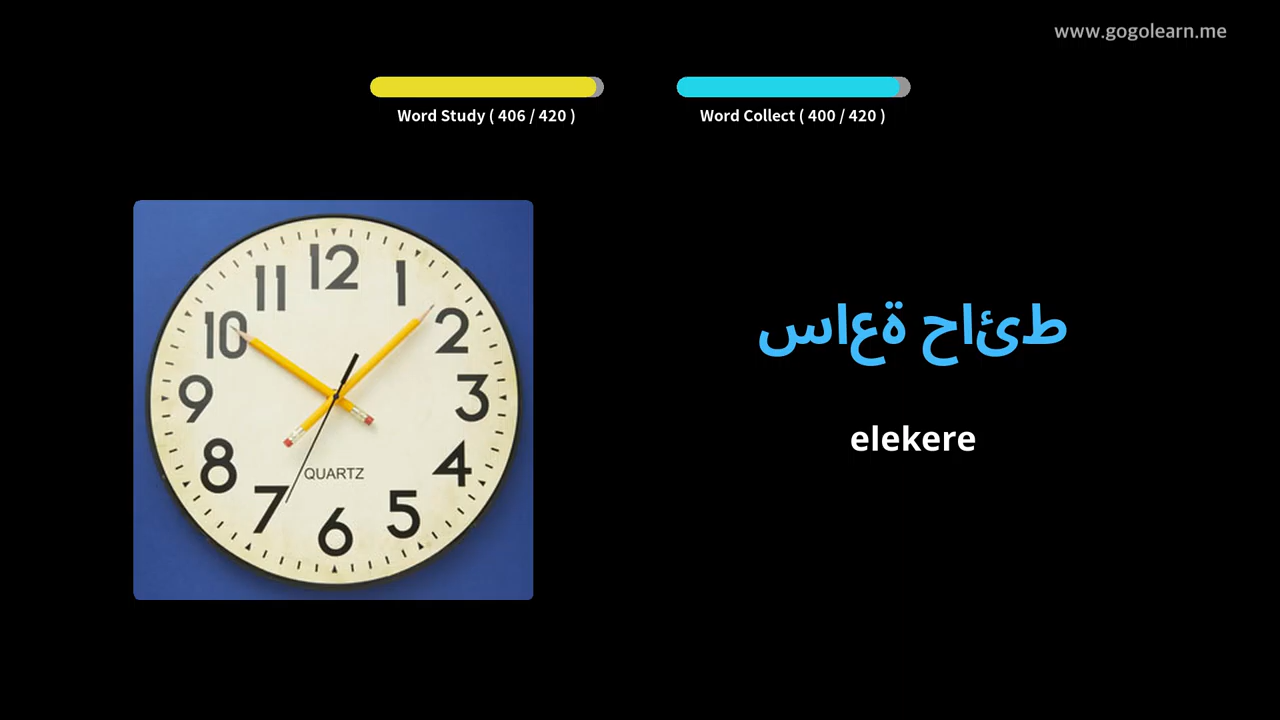 www.gogolearn.me
Word Study ( 406 / 420 )
Word Collect ( 400 / 420 )
12
11 1
10 2
9 3
8 4
QUARTZ
7 5
6
ساعة حائط
elekere